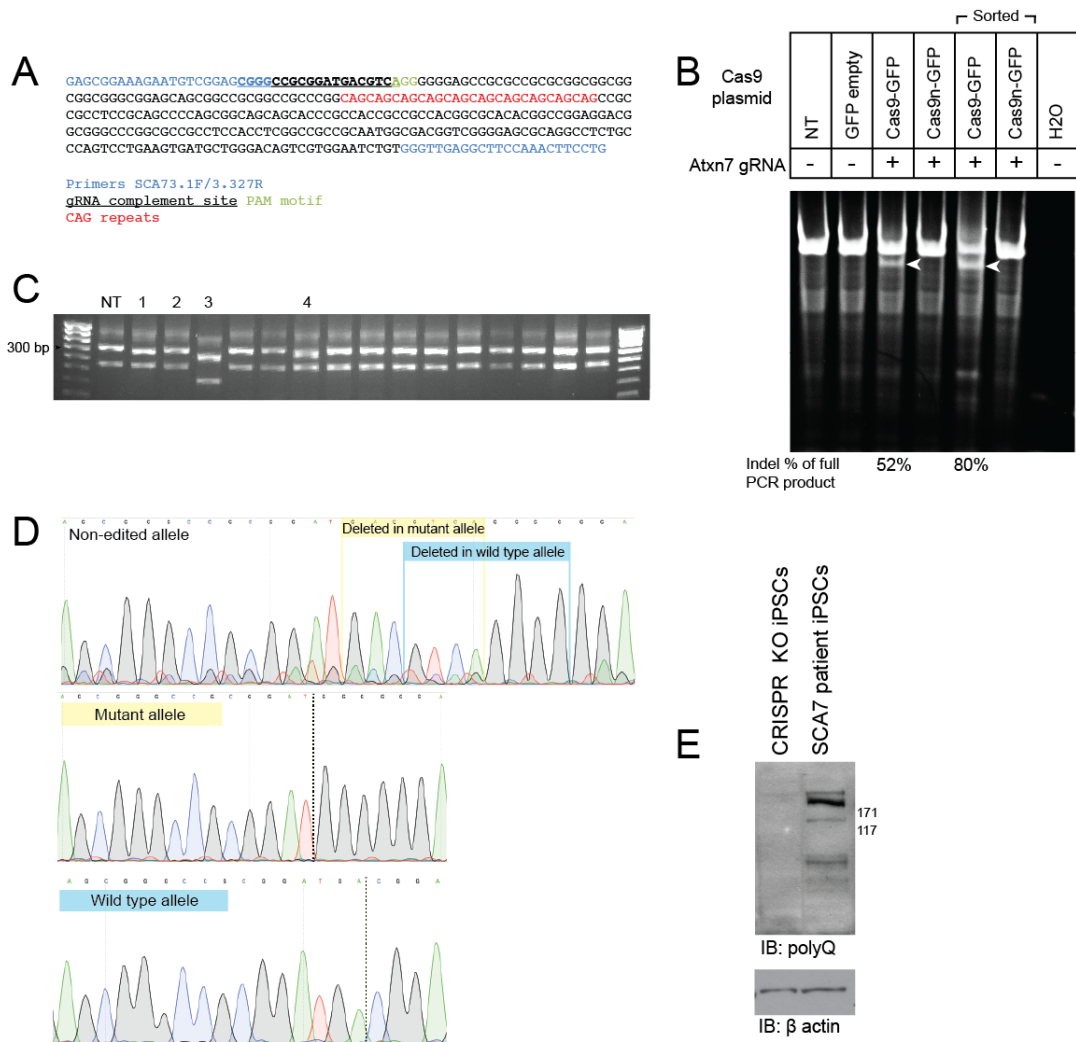 A
GAGCGGAAAGAATGTCGGAGCGGGCCGCGGATGACGTCAGGGGGGAGCCGCGCCGCGCGGCGGCGG
CGGCGGGCGGAGCAGCGGCCGCGGCCGCCCGGCAGCAGCAGCAGCAGCAGCAGCAGCAGCAGCCGC
CGCCTCCGCAGCCCCAGCGGCAGCAGCACCCGCCACCGCCGCCACGGCGCACACGGCCGGAGGACG
GCGGGCCCGGCGCCGCCTCCACCTCGGCCGCCGCAATGGCGACGGTCGGGGAGCGCAGGCCTCTGC
CCAGTCCTGAAGTGATGCTGGGACAGTCGTGGAATCTGTGGGTTGAGGCTTCCAAACTTCCTG
Primers SCA73.1F/3.327R
gRNA complement site PAM motif
CAG repeats
B
Sorted
Cas9 plasmid
NT
GFP empty
Cas9-GFP
Cas9n-GFP
Cas9-GFP
Cas9n-GFP
H2O
Atxn7 gRNA - - + + + + -
Indel % of full 52% 80%
PCR product
C
NT 1 2 3 4
300 bp
D
Non-edited allele
Deleted in mutant allele
Deleted in wild type allele
A G C G G G C C G C G G A T G G G G G G A
Mutant allele
A G C G G G C C G C G G A T G A C G G A
Wild type allele
E
CRISPR KO iPSCs
SCA7 patient iPSCs
171
117
IB: polyQ
IB: β actin